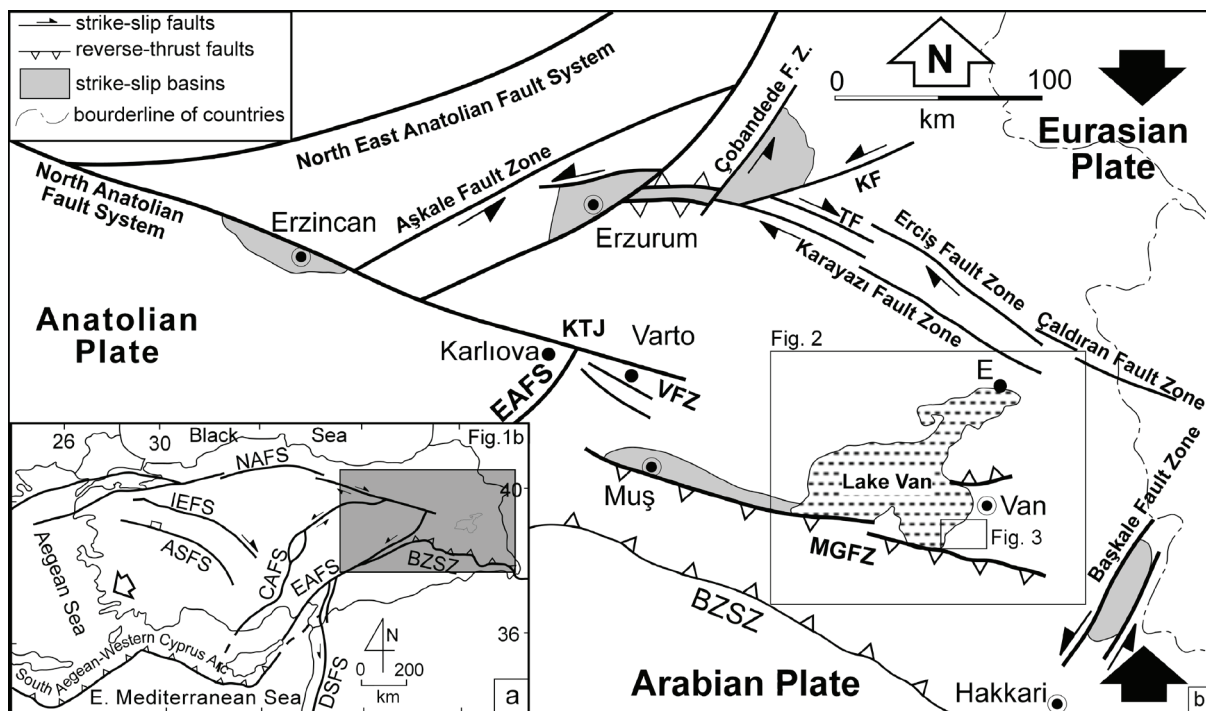 strike-slip faults
reverse-thrust faults
strike-slip basins
bourderline of countries
North East Anatolian Fault System
North Anatolian
Fault System
Erzincan
Aşkale Fault Zone
Erzurum
Çobandede F. Z.
N
0 100
km
Eurasian
Plate
KF
TF
Erciş Fault Zone
Karayazı Fault Zone
Çaldıran Fault Zone
Anatolian
Plate
KTJ
Karlıova
Varto
EAFS
VFZ
Fig. 2
E
Lake Van
Van
Muş
Fig. 3
MGFZ
Başkale Fault Zone
BZSZ
Arabian Plate
Hakkari
b
26 30 Black Sea Fig.1b
NAFS
40
IEFS
ASFS
Aegean Sea
CAFS
EAFS
BZSZ
36
South Aegean-Western Cyprus Arc
N
0 200
km
DSFS
E. Mediterranean Sea
a